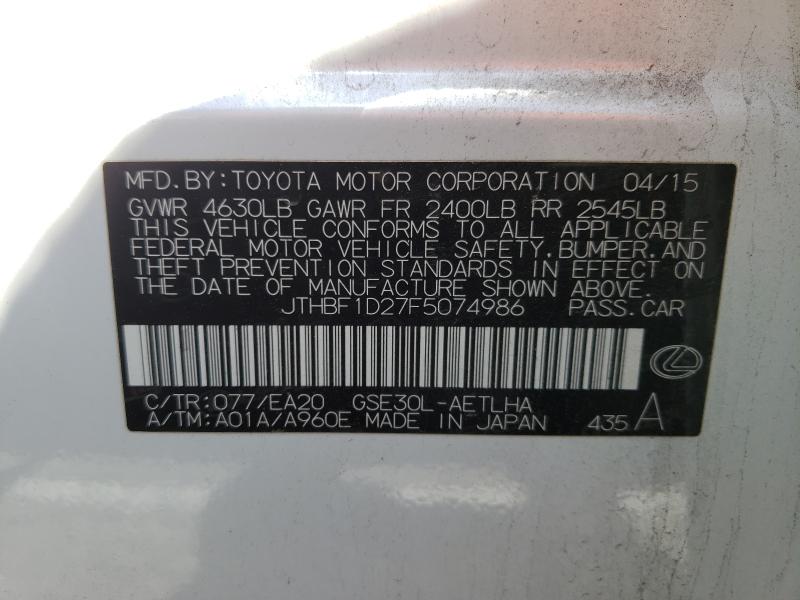 MFD.BY:TOYOTA MOTOR CORPORATION 04/15
GVWR 4630LB GAWR FR 2400LB RR 2545LB
THIS VEHICLE CONFORMS TO ALL APPLICABLE
FEDERAL MOTOR VEHICLE SAFETY.BUMPER.AND
THEFT PREVENTION STANDARDS IN EFFECT ON
THE DATE OF MANUFACTURE SHOWN ABOVE.
JTHBF1D27F5074986 PASS.CAR
C/TR:077/EA20 GSE30L-AETLHA
A/TM:A01A/A960E MADE IN JAPAN 435 A